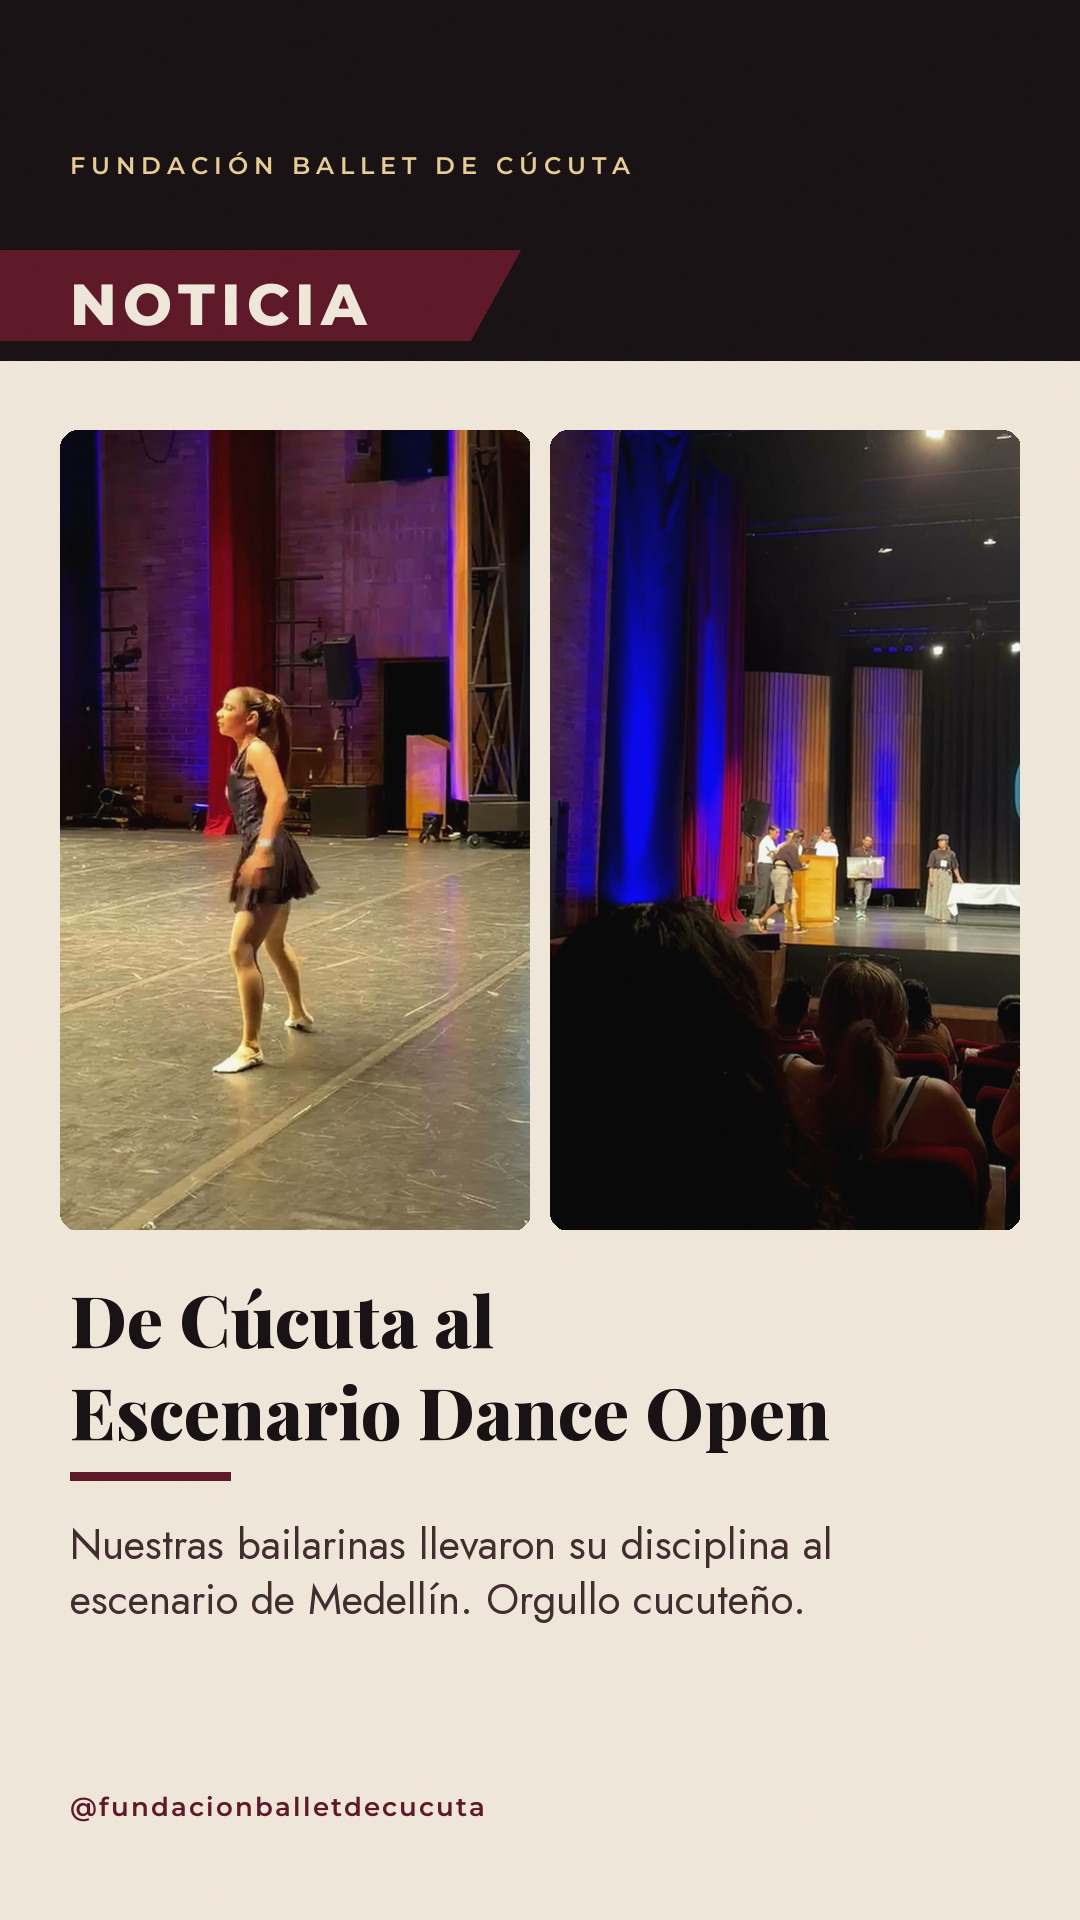 FUNDACIÓN BALLET DE CÚCUTA
NOTICIA
De Cúcuta al
Escenario Dance Open
Nuestras bailarinas llevaron su disciplina al
escenario de Medellín. Orgullo cucuteño.
@fundacionballetdecucuta